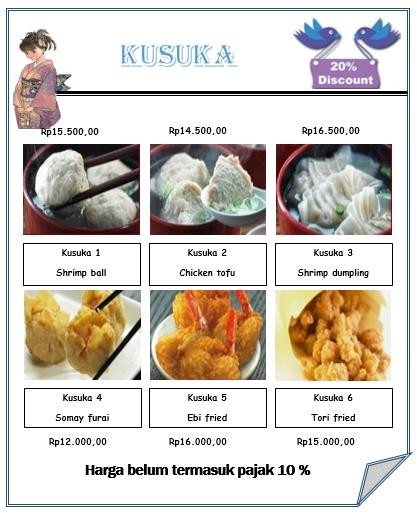 KUSUKA
20%
Discount
Rp15.500,00
Rp14.500,00
Rp16.500,00
Kusuka 1
Shrimp ball
Kusuka 2
Chicken tofu
Kusuka 3
Shrimp dumpling
Kusuka 4
Somay furai
Kusuka 5
Ebi fried
Kusuka 6
Tori fried
Rp12.000,00
Rp16.000,00
Rp15.000,00
Harga belum termasuk pajak 10 %